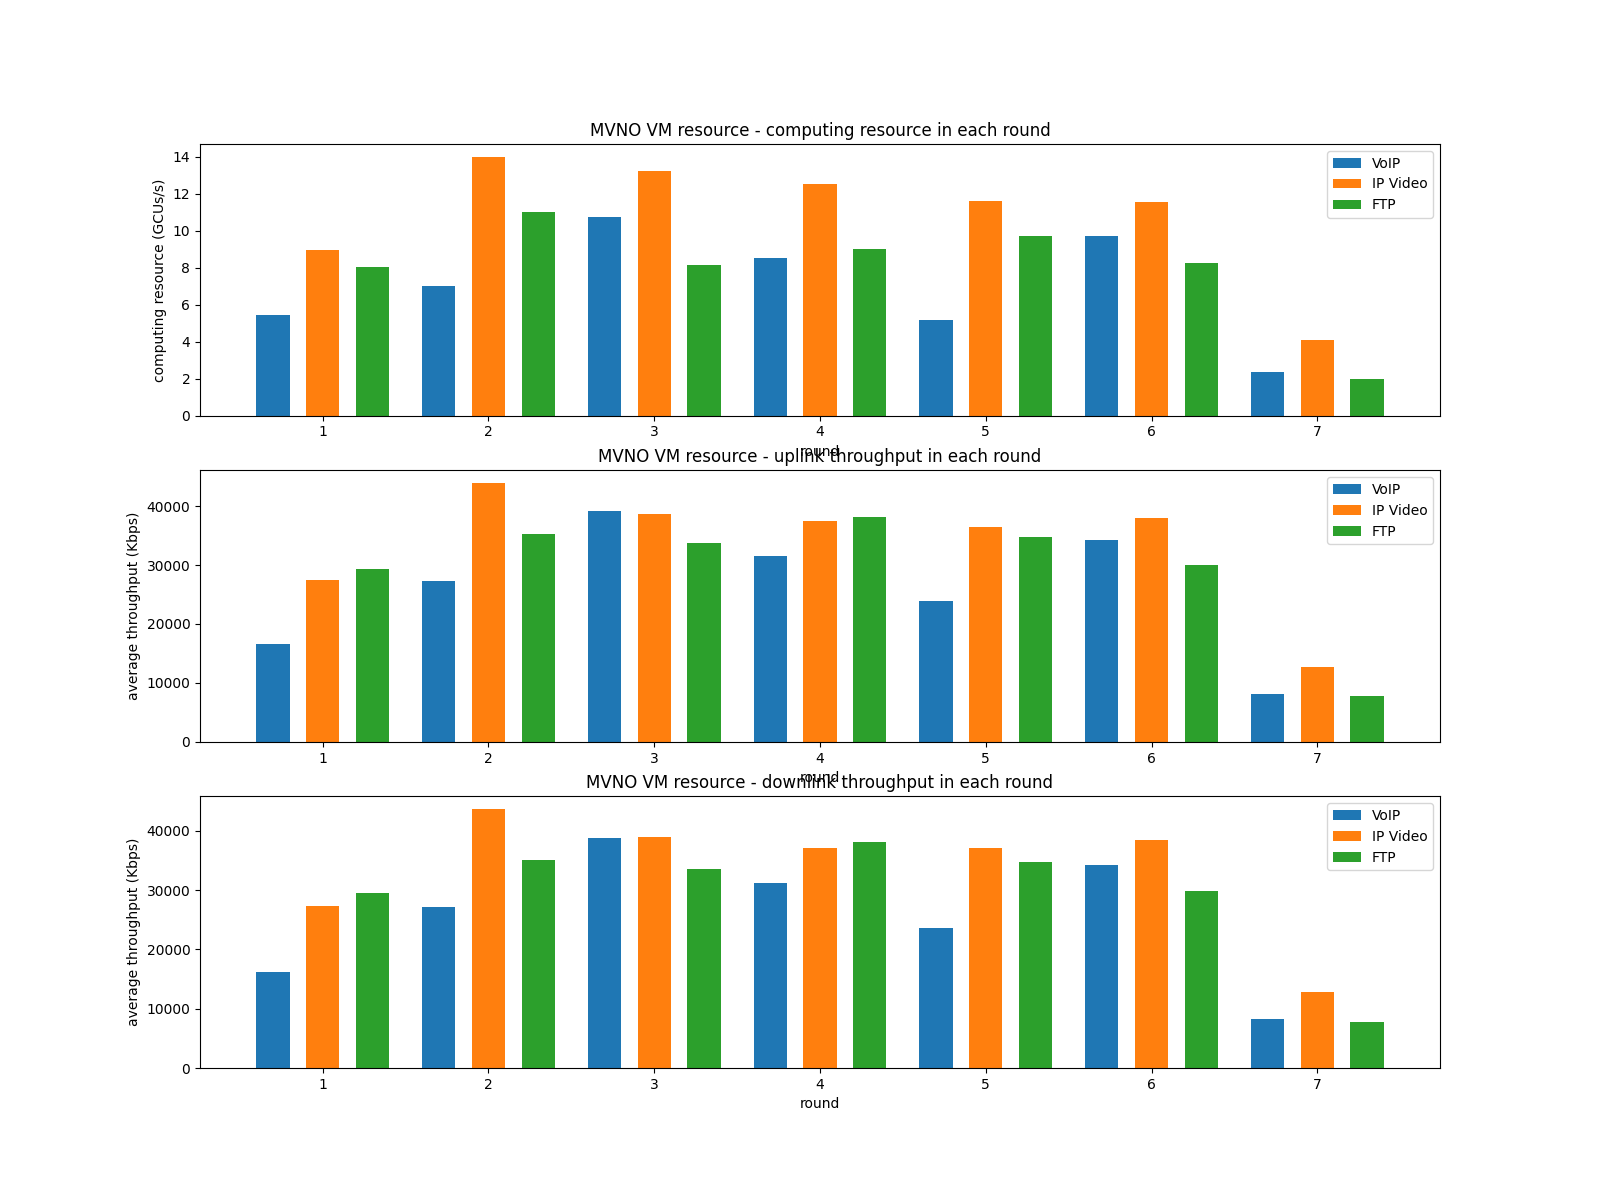 MVNO VM resource - computing resource in each round
computing resource (GCUs/s)
14
12
10
8
6
4
2
0
VoIP
IP Video
FTP
1 2 3 4 5 6 7
round
MVNO VM resource - uplink throughput in each round
average throughput (Kbps)
40000
30000
20000
10000
0
VoIP
IP Video
FTP
1 2 3 4 5 6 7
round
MVNO VM resource - downlink throughput in each round
average throughput (Kbps)
40000
30000
20000
10000
0
VoIP
IP Video
FTP
1 2 3 4 5 6 7
round